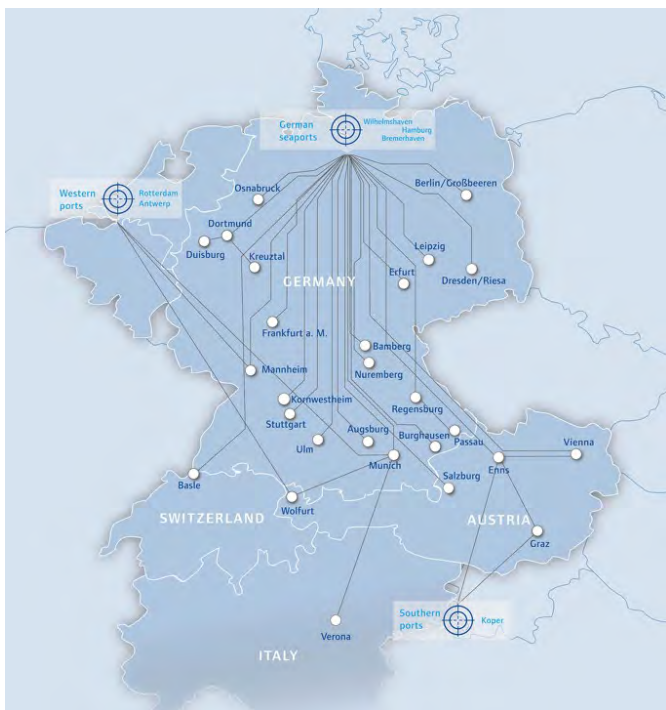 German
seaports
Wilhelmshaven
Hamburg
Bremerhaven
Western
ports
Rotterdam
Antwerp
Osnabruck
Berlin/Großbeeren
Dortmund
Duisburg
Kreuztal
Leipzig
GERMANY
Erfurt
Dresden/Riesa
Frankfurt a. M.
Bamberg
Nuremberg
Mannheim
Kornwestheim
Regensburg
Stuttgart
Augsburg
Burghausen
Passau
Vienna
Ulm
Munich
Enns
Basle
Salzburg
Wolfurt
SWITZERLAND
AUSTRIA
Graz
Southern
ports
Koper
Verona
ITALY